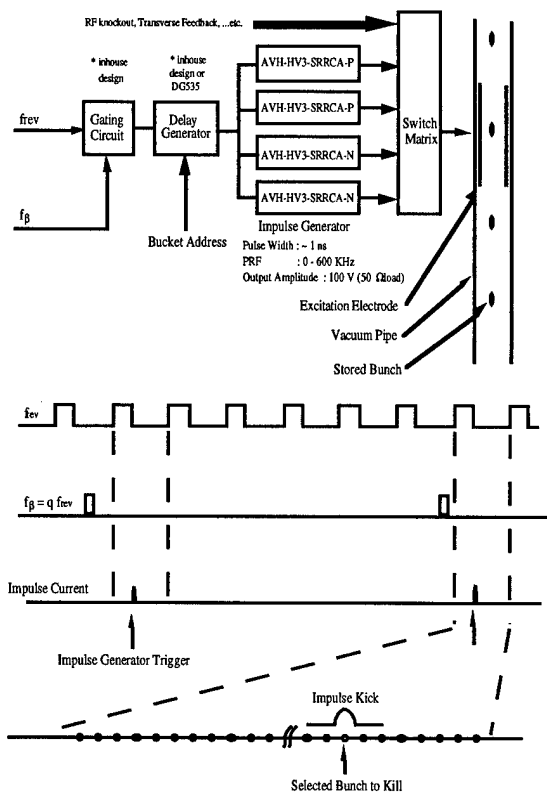 RF knockout, Transverse Feedback, ...etc.
* inhouse
design
* inhouse
design or
DG535
frev
Gating
Circuit
Delay
Generator
AVH-HV3-SRRCA-P
AVH-HV3-SRRCA-P
AVH-HV3-SRRCA-N
AVH-HV3-SRRCA-N
Switch
Matrix
fβ
Bucket Address
Impulse Generator
Pulse Width : ~ 1 ns
PRF : 0 - 600 KHz
Output Amplitude : 100 V (50 Ω load)
Excitation Electrode
Vacuum Pipe
Stored Bunch
frev
fβ = q frev
Impulse Current
Impulse Generator Trigger
Impulse Kick
Selected Bunch to Kill